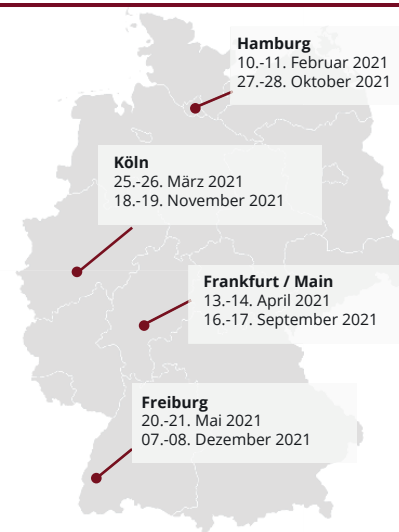 Hamburg
10.-11. Februar 2021
27.-28. Oktober 2021
Köln
25.-26. März 2021
18.-19. November 2021
Frankfurt / Main
13.-14. April 2021
16.-17. September 2021
Freiburg
20.-21. Mai 2021
07.-08. Dezember 2021